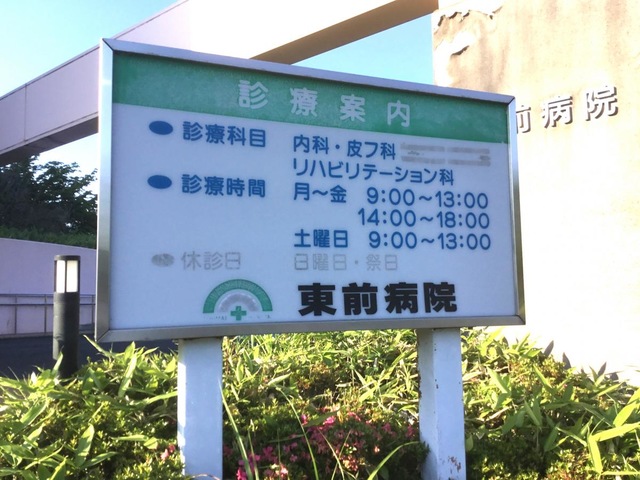 診療案内
診療科目 内科・皮フ科
リハビリテーション科
診療時間 月～金 9:00～13:00
14:00～18:00
土曜日 9:00～13:00
休診日 日曜日・祭日
東前病院
前病院